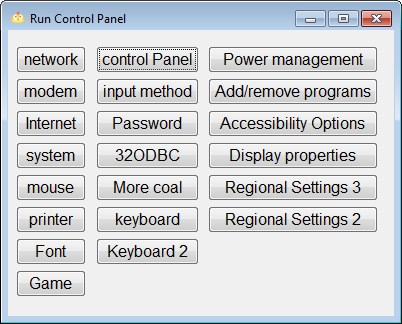 Run Control Panel
network
control Panel
Power management
modem
input method
Add/remove programs
Internet
Password
Accessibility Options
system
32ODBC
Display properties
mouse
More coal
Regional Settings 3
printer
keyboard
Regional Settings 2
Font
Keyboard 2
Game